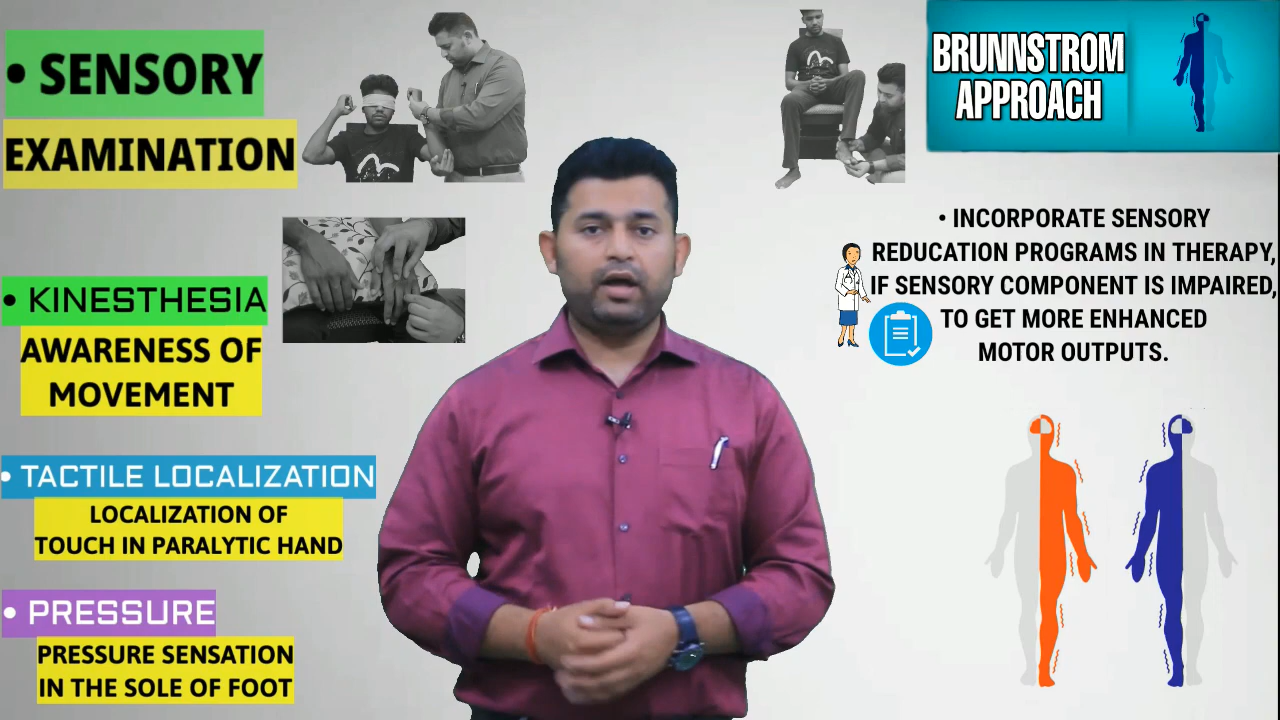 • SENSORY
EXAMINATION
• KINESTHESIA
AWARENESS OF
MOVEMENT
• TACTILE LOCALIZATION
LOCALIZATION OF
TOUCH IN PARALYTIC HAND
• PRESSURE
PRESSURE SENSATION
IN THE SOLE OF FOOT
BRUNNSTROM
APPROACH
• INCORPORATE SENSORY
REDUCATION PROGRAMS IN THERAPY,
IF SENSORY COMPONENT IS IMPAIRED,
TO GET MORE ENHANCED
MOTOR OUTPUTS.